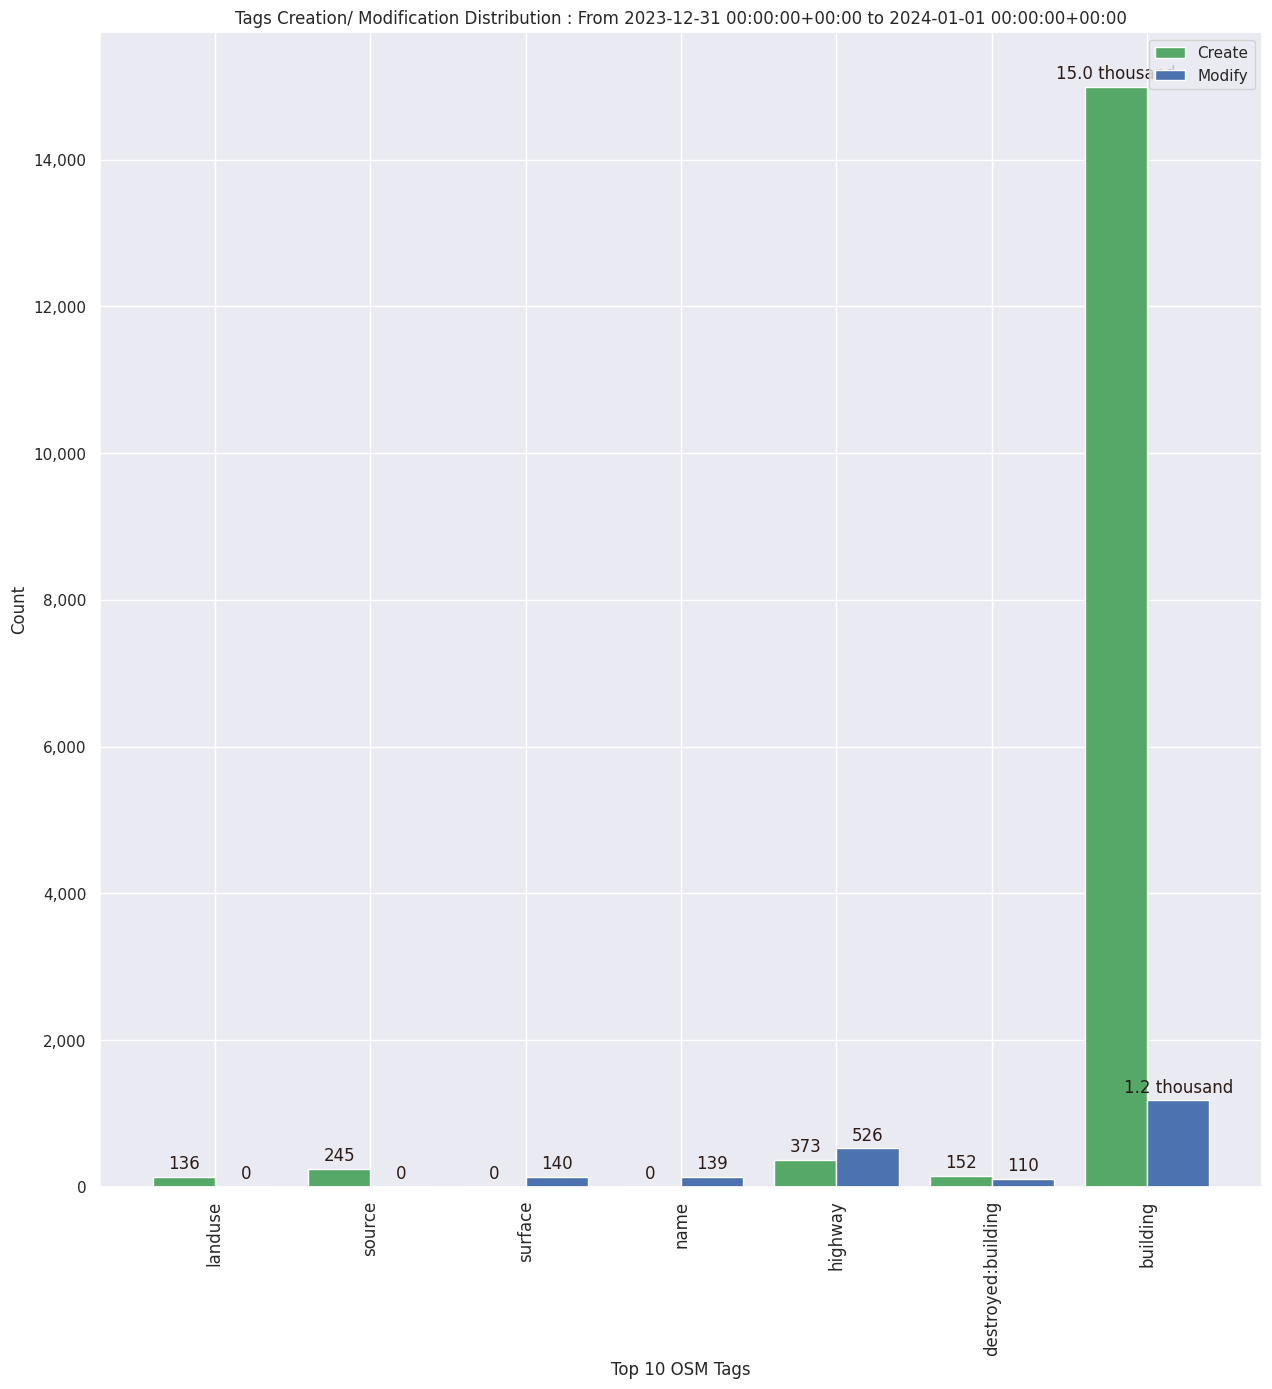 Tags Creation/ Modification Distribution : From 2023-12-31 00:00:00+00:00 to 2024-01-01 00:00:00+00:00
Create
Modify
15.0 thousand
14,000
12,000
10,000
8,000
6,000
4,000
2,000
0
Count
136
0
245
0
0
140
0
139
373
526
152
110
1.2 thousand
landuse
source
surface
name
highway
destroyed:building
building
Top 10 OSM Tags